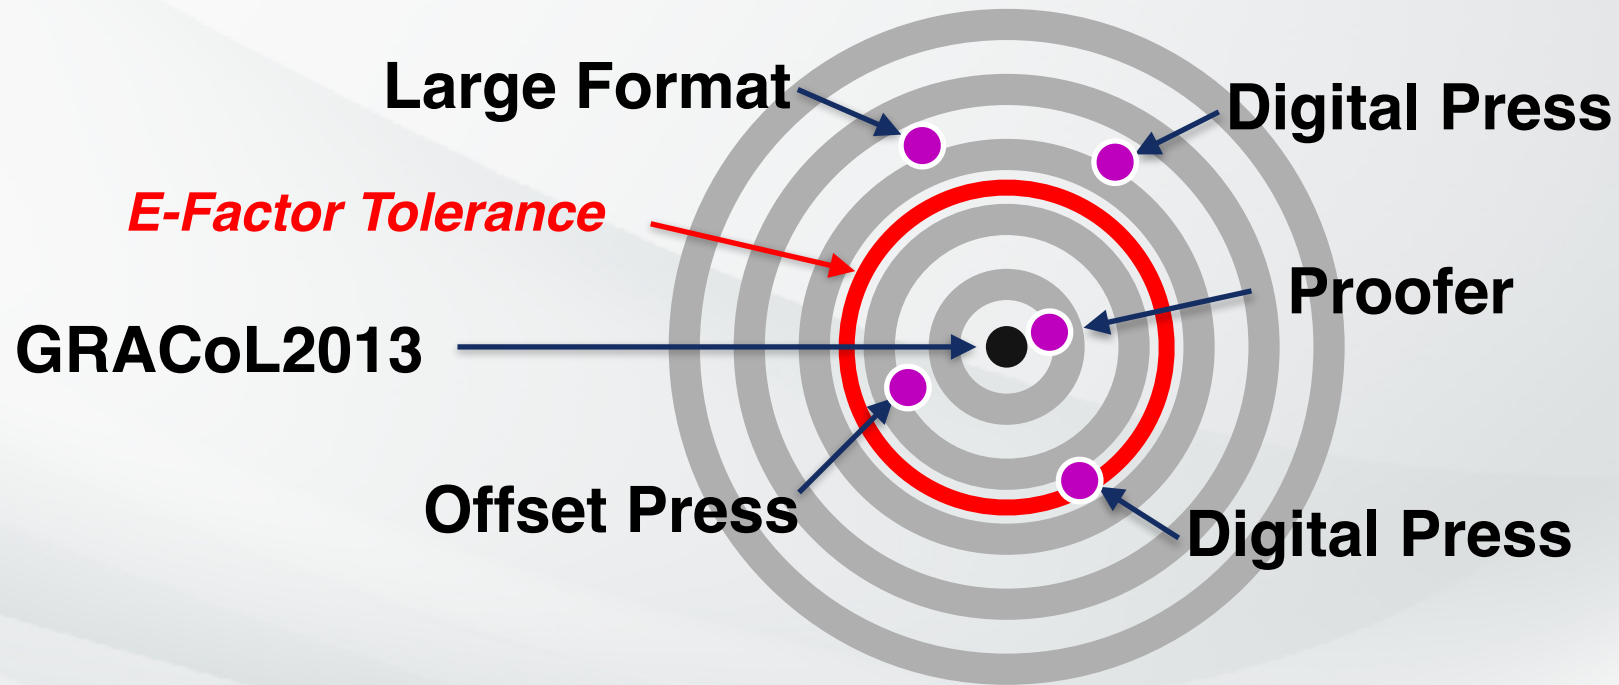 Large Format
Digital Press
E-Factor Tolerance
Proofer
GRACoL2013
Offset Press
Digital Press